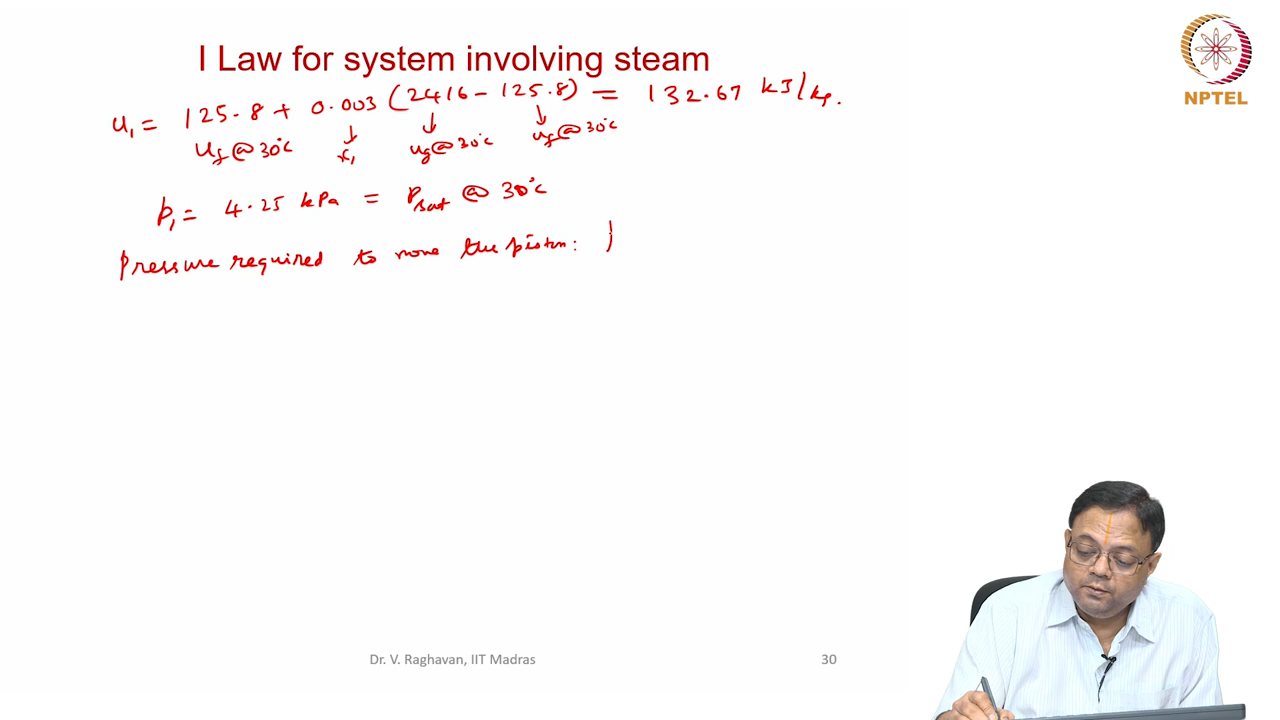 I Law for system involving steam
NPTEL
u₁ = 125.8 + 0.003 (2416 - 125.8) = 132.67 kJ/kg.
↓ ↓ ↓
u_f @ 30°c x₁ u_g @ 30°c u_f @ 30°c
p₁ = 4.25 kPa = P_sat @ 30°c
Pressure required to move the piston:
Dr. V. Raghavan, IIT Madras
30